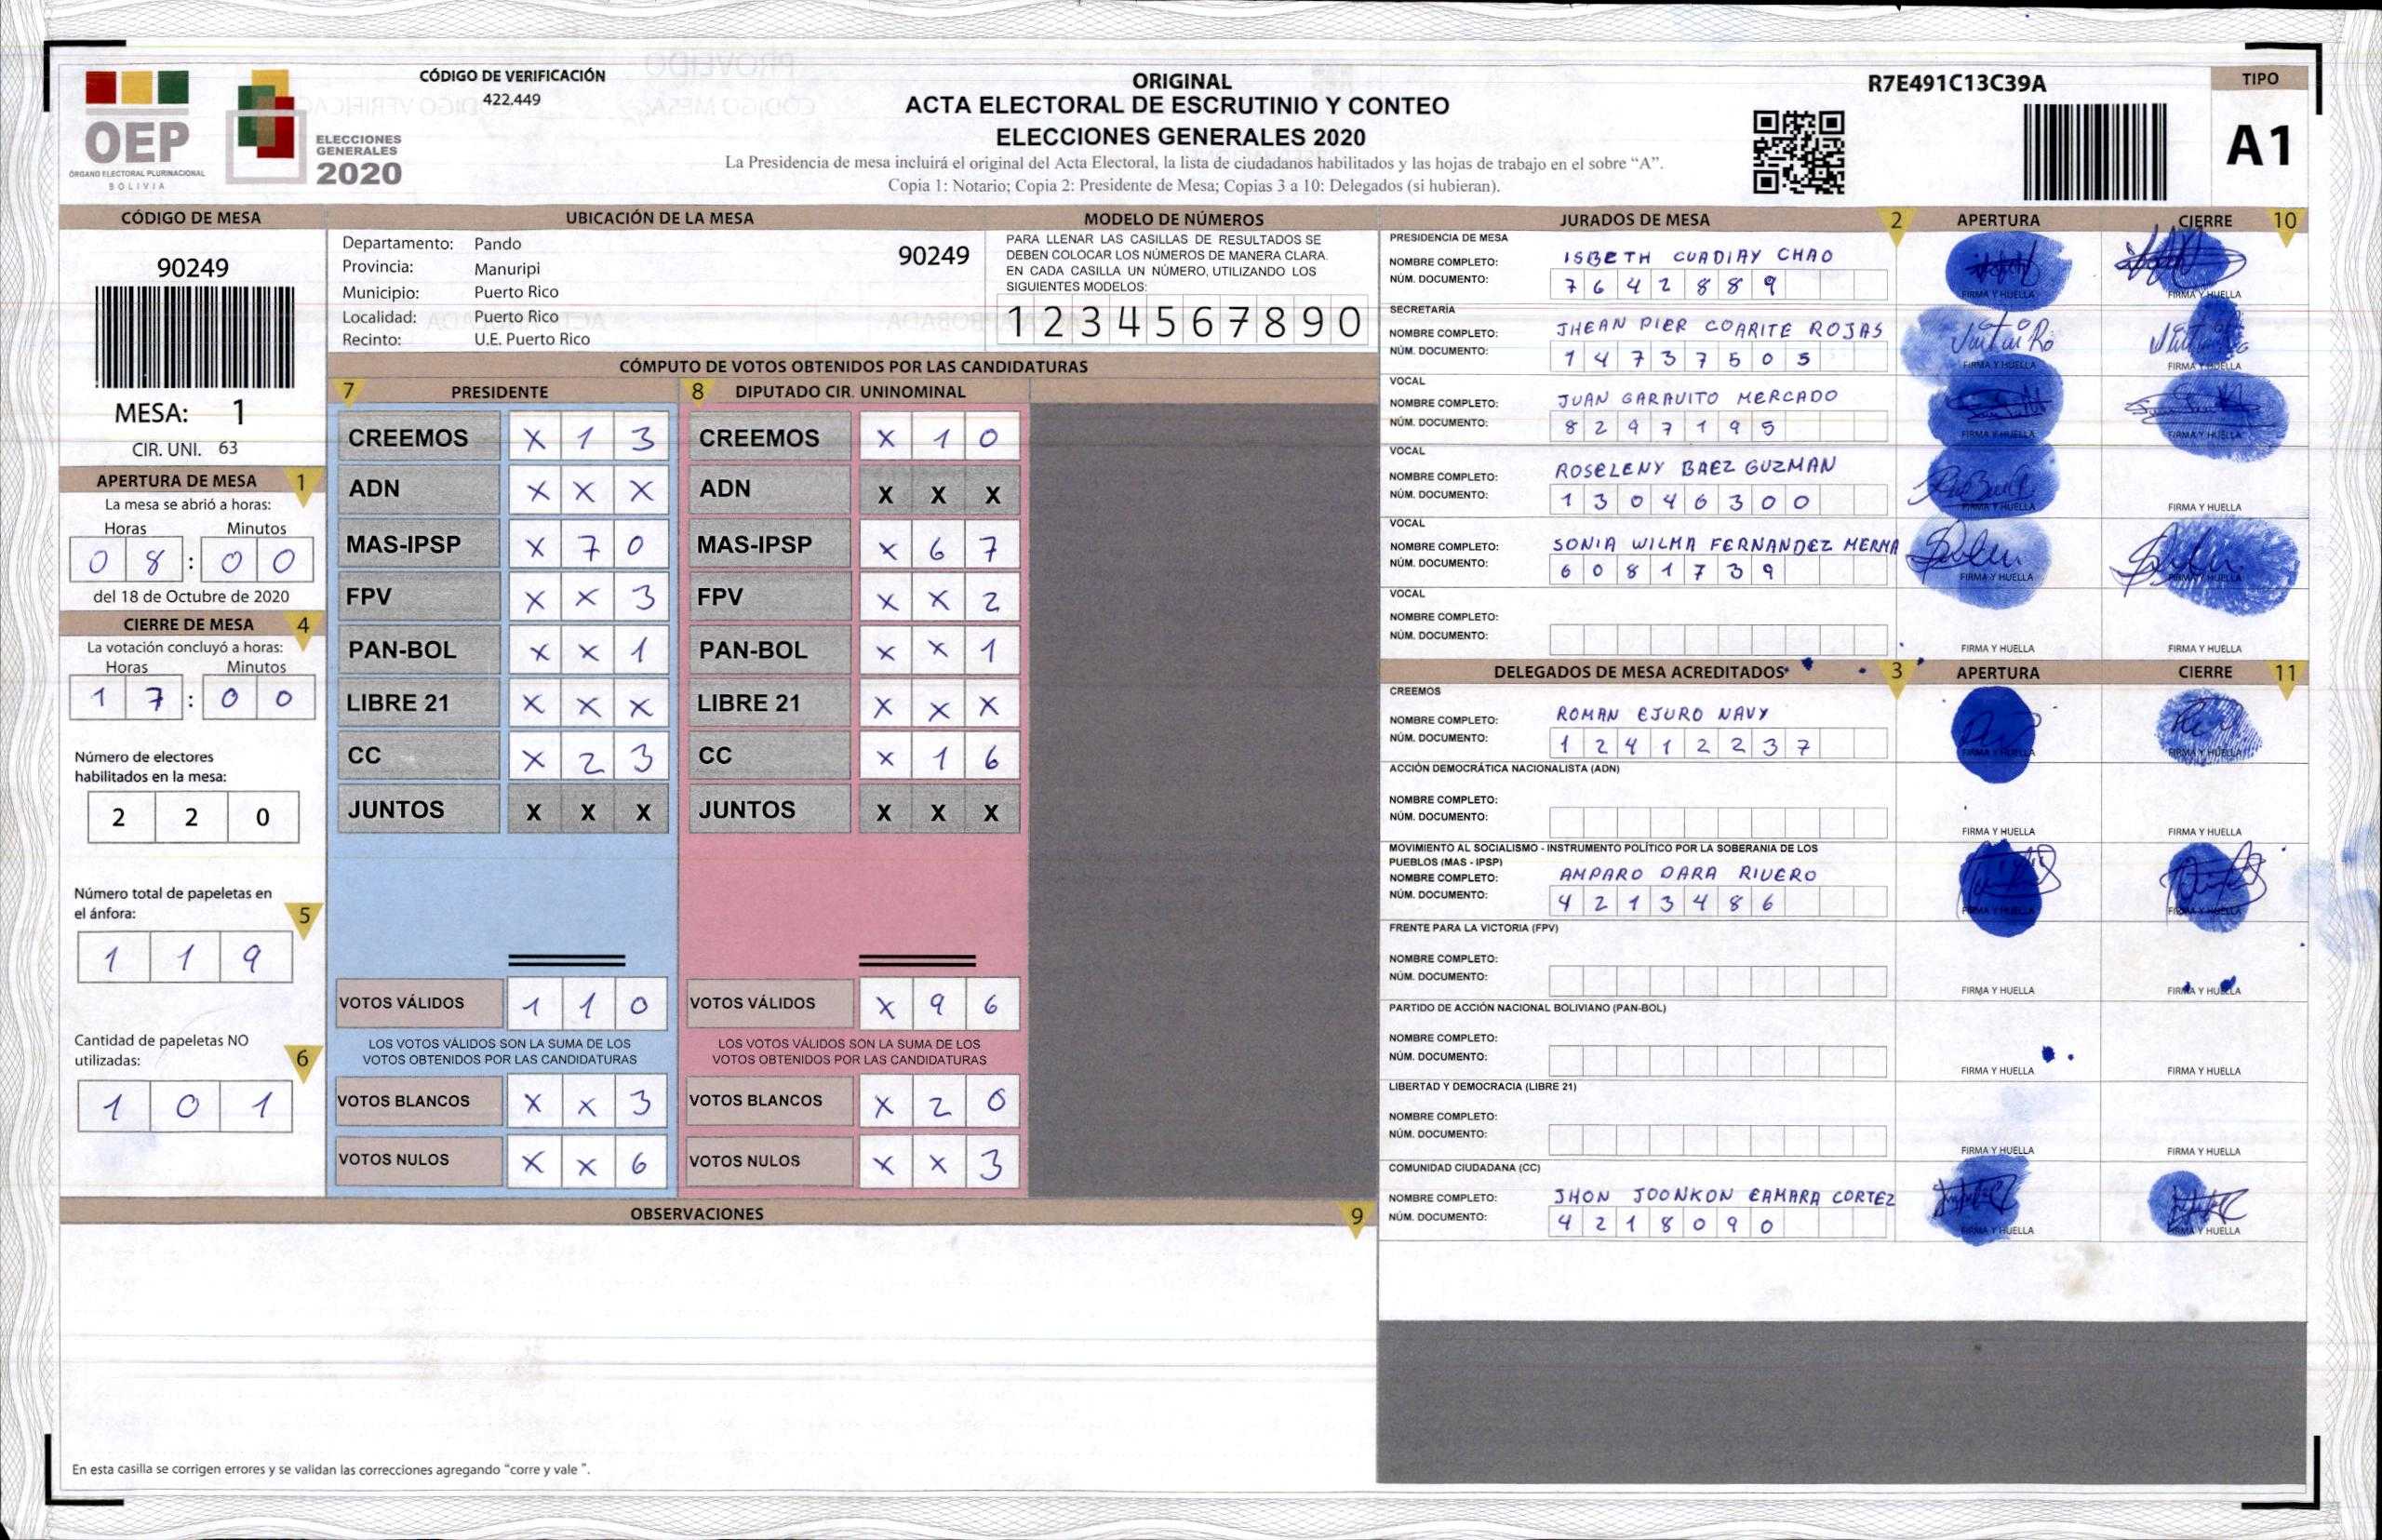 CÓDIGO DE VERIFICACIÓN
422.449
OEP
ÓRGANO ELECTORAL PLURINACIONAL
BOLIVIA
ELECCIONES
GENERALES
2020
ORIGINAL
ACTA ELECTORAL DE ESCRUTINIO Y CONTEO
ELECCIONES GENERALES 2020
La Presidencia de mesa incluirá el original del Acta Electoral, la lista de ciudadanos habilitados y las hojas de trabajo en el sobre “A”.
Copia 1: Notario; Copia 2: Presidente de Mesa; Copias 3 a 10: Delegados (si hubieran).
R7E491C13C39A
TIPO
A1
CÓDIGO DE MESA
90249
MESA: 1
CIR. UNI. 63
APERTURA DE MESA 1
La mesa se abrió a horas:
Horas Minutos
0 8 : 0 0
del 18 de Octubre de 2020
CIERRE DE MESA 4
La votación concluyó a horas:
Horas Minutos
1 7 : 0 0
Número de electores
habilitados en la mesa:
2 2 0
Número total de papeletas en
el ánfora: 5
1 1 9
Cantidad de papeletas NO
utilizadas: 6
1 0 1
UBICACIÓN DE LA MESA
Departamento: Pando
90249
Provincia: Manuripi
Municipio: Puerto Rico
Localidad: Puerto Rico
Recinto: U.E. Puerto Rico
MODELO DE NÚMEROS
PARA LLENAR LAS CASILLAS DE RESULTADOS SE
DEBEN COLOCAR LOS NÚMEROS DE MANERA CLARA.
EN CADA CASILLA UN NÚMERO, UTILIZANDO LOS
SIGUIENTES MODELOS:
1 2 3 4 5 6 7 8 9 0
CÓMPUTO DE VOTOS OBTENIDOS POR LAS CANDIDATURAS
7 PRESIDENTE
CREEMOS X 1 3
ADN X X X
MAS-IPSP X 7 0
FPV X X 3
PAN-BOL X X 1
LIBRE 21 X X X
CC X 2 3
JUNTOS X X X
VOTOS VÁLIDOS 1 1 0
LOS VOTOS VÁLIDOS SON LA SUMA DE LOS
VOTOS OBTENIDOS POR LAS CANDIDATURAS
VOTOS BLANCOS X X 3
VOTOS NULOS X X 6
8 DIPUTADO CIR. UNINOMINAL
CREEMOS X 1 0
ADN X X X
MAS-IPSP X 6 7
FPV X X 2
PAN-BOL X X 1
LIBRE 21 X X X
CC X 1 6
JUNTOS X X X
VOTOS VÁLIDOS X 9 6
LOS VOTOS VÁLIDOS SON LA SUMA DE LOS
VOTOS OBTENIDOS POR LAS CANDIDATURAS
VOTOS BLANCOS X 2 0
VOTOS NULOS X X 3
OBSERVACIONES 9
En esta casilla se corrigen errores y se validan las correcciones agregando “corre y vale ”.
JURADOS DE MESA 2 APERTURA CIERRE 10
PRESIDENCIA DE MESA
NOMBRE COMPLETO: ISBETH CUADIAY CHAO
NÚM. DOCUMENTO: 7 6 4 2 8 8 9
FIRMA Y HUELLA FIRMA Y HUELLA
SECRETARÍA
NOMBRE COMPLETO: JHEAN PIER COARITE ROJAS
NÚM. DOCUMENTO: 1 4 7 3 7 5 0 5
FIRMA Y HUELLA FIRMA Y HUELLA
VOCAL
NOMBRE COMPLETO: JUAN GARAUITO MERCADO
NÚM. DOCUMENTO: 8 2 9 7 1 9 5
FIRMA Y HUELLA FIRMA Y HUELLA
VOCAL
NOMBRE COMPLETO: ROSELENY BAEZ GUZMAN
NÚM. DOCUMENTO: 1 3 0 4 6 3 0 0
FIRMA Y HUELLA FIRMA Y HUELLA
VOCAL
NOMBRE COMPLETO: SONIA WILMA FERNANDEZ MERMA
NÚM. DOCUMENTO: 6 0 8 1 7 3 9
FIRMA Y HUELLA FIRMA Y HUELLA
VOCAL
NOMBRE COMPLETO:
NÚM. DOCUMENTO:
FIRMA Y HUELLA FIRMA Y HUELLA
DELEGADOS DE MESA ACREDITADOS 3 APERTURA CIERRE 11
CREEMOS
NOMBRE COMPLETO: ROMAN EJURO NAVY
NÚM. DOCUMENTO: 1 2 4 1 2 2 3 7
FIRMA Y HUELLA FIRMA Y HUELLA
ACCIÓN DEMOCRÁTICA NACIONALISTA (ADN)
NOMBRE COMPLETO:
NÚM. DOCUMENTO:
FIRMA Y HUELLA FIRMA Y HUELLA
MOVIMIENTO AL SOCIALISMO - INSTRUMENTO POLÍTICO POR LA SOBERANIA DE LOS
PUEBLOS (MAS - IPSP)
NOMBRE COMPLETO: AMPARO DARA RIVERO
NÚM. DOCUMENTO: 4 2 1 3 4 8 6
FIRMA Y HUELLA FIRMA Y HUELLA
FRENTE PARA LA VICTORIA (FPV)
NOMBRE COMPLETO:
NÚM. DOCUMENTO:
FIRMA Y HUELLA FIRMA Y HUELLA
PARTIDO DE ACCIÓN NACIONAL BOLIVIANO (PAN-BOL)
NOMBRE COMPLETO:
NÚM. DOCUMENTO:
FIRMA Y HUELLA FIRMA Y HUELLA
LIBERTAD Y DEMOCRACIA (LIBRE 21)
NOMBRE COMPLETO:
NÚM. DOCUMENTO:
FIRMA Y HUELLA FIRMA Y HUELLA
COMUNIDAD CIUDADANA (CC)
NOMBRE COMPLETO: JHON JOONKON CAMARA CORTEZ
NÚM. DOCUMENTO: 4 2 1 8 0 9 0
FIRMA Y HUELLA FIRMA Y HUELLA